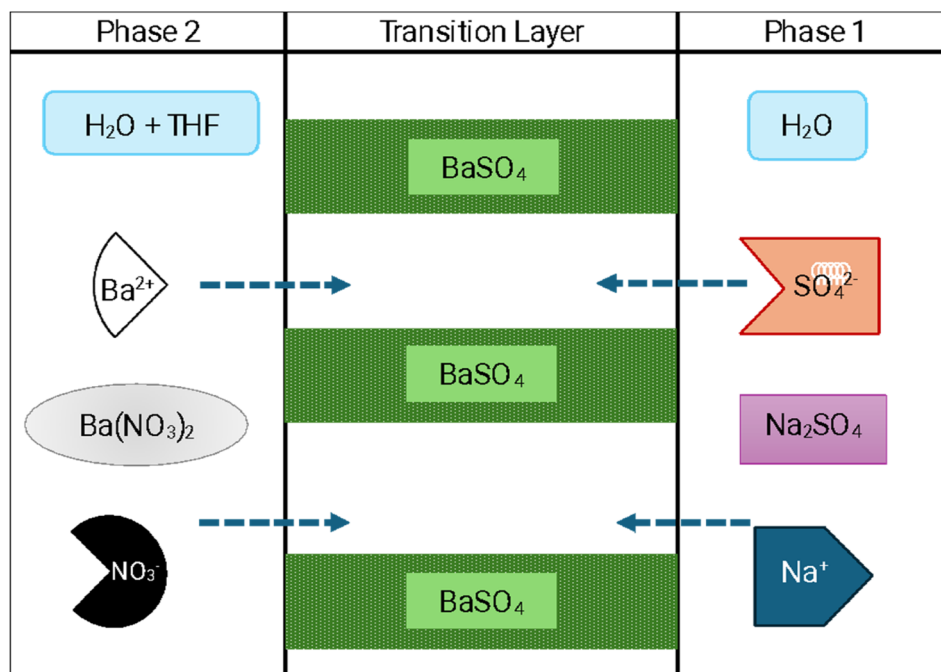 Phase 2 Transition Layer Phase 1
H₂O + THF
H₂O
BaSO₄
Ba²⁺
SO₄²⁻
BaSO₄
Ba(NO₃)₂
Na₂SO₄
NO₃⁻
Na⁺
BaSO₄